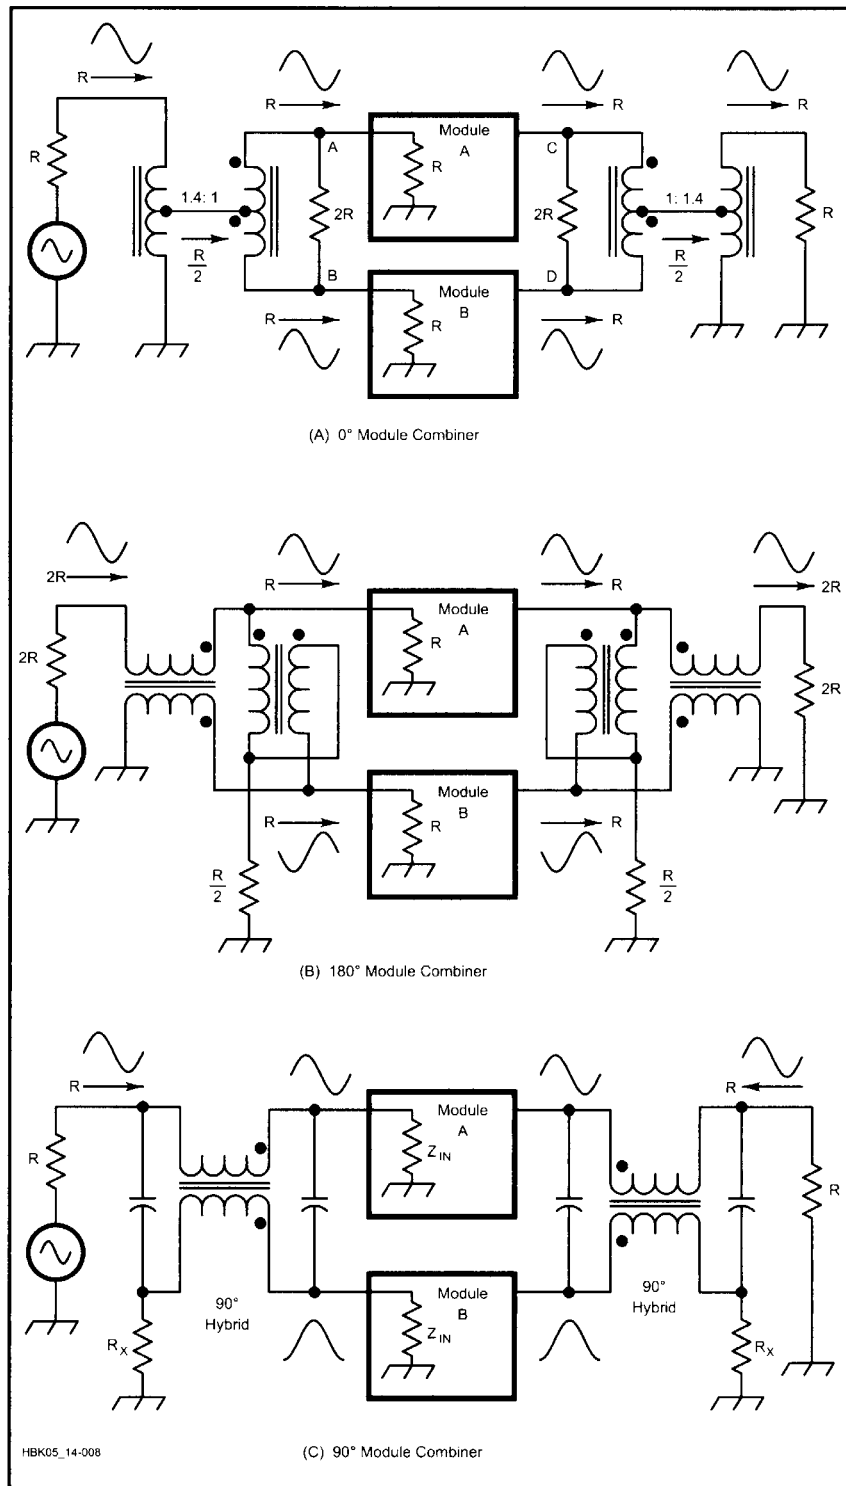 R
R
R
R
R
1.4: 1
R/2
A
B
2R
Module
A
R
Module
B
R
C
D
2R
1: 1.4
R/2
R
R
R
R
(A) 0° Module Combiner
2R
2R
R
R
Module
A
R
Module
B
R
R
R
2R
2R
R
R
R/2
R/2
(B) 180° Module Combiner
R
R
Module
A
Z IN
Module
B
Z IN
R
R
90°
Hybrid
90°
Hybrid
R X
R X
HBK05_14-008
(C) 90° Module Combiner